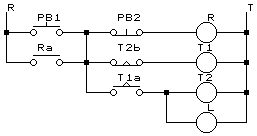 R T
PB1 PB2 R
Ra T2b T1
T1a T2
L